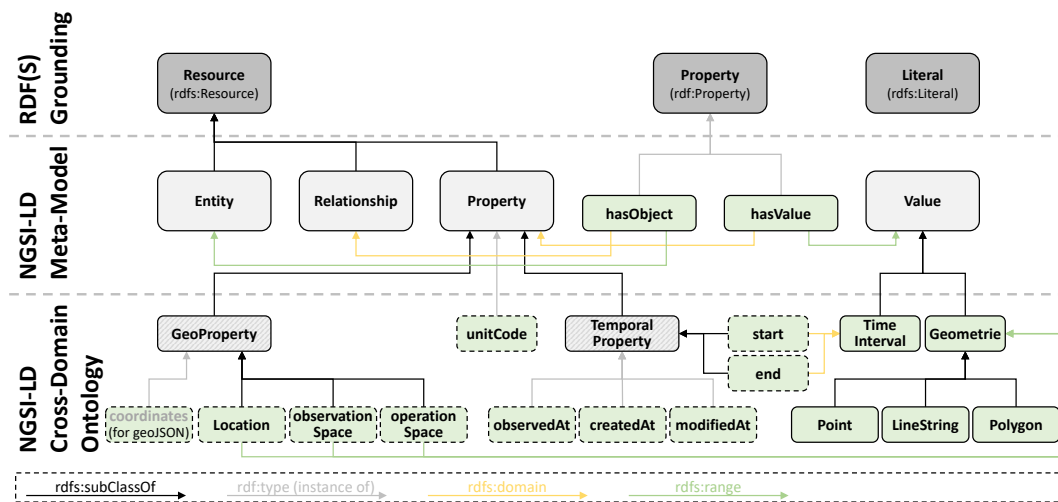 RDF(S)
Grounding
Resource
(rdfs:Resource)
Property
(rdf:Property)
Literal
(rdfs:Literal)
NGSI-LD
Meta-Model
Entity
Relationship
Property
hasObject
hasValue
Value
NGSI-LD
Cross-Domain
Ontology
GeoProperty
unitCode
Temporal
Property
start
end
Time
Interval
Geometrie
coordinates
(for geoJSON)
Location
observation
Space
operation
Space
observedAt
createdAt
modifiedAt
Point
LineString
Polygon
rdfs:subClassOf
rdf:type (instance of)
rdfs:domain
rdfs:range